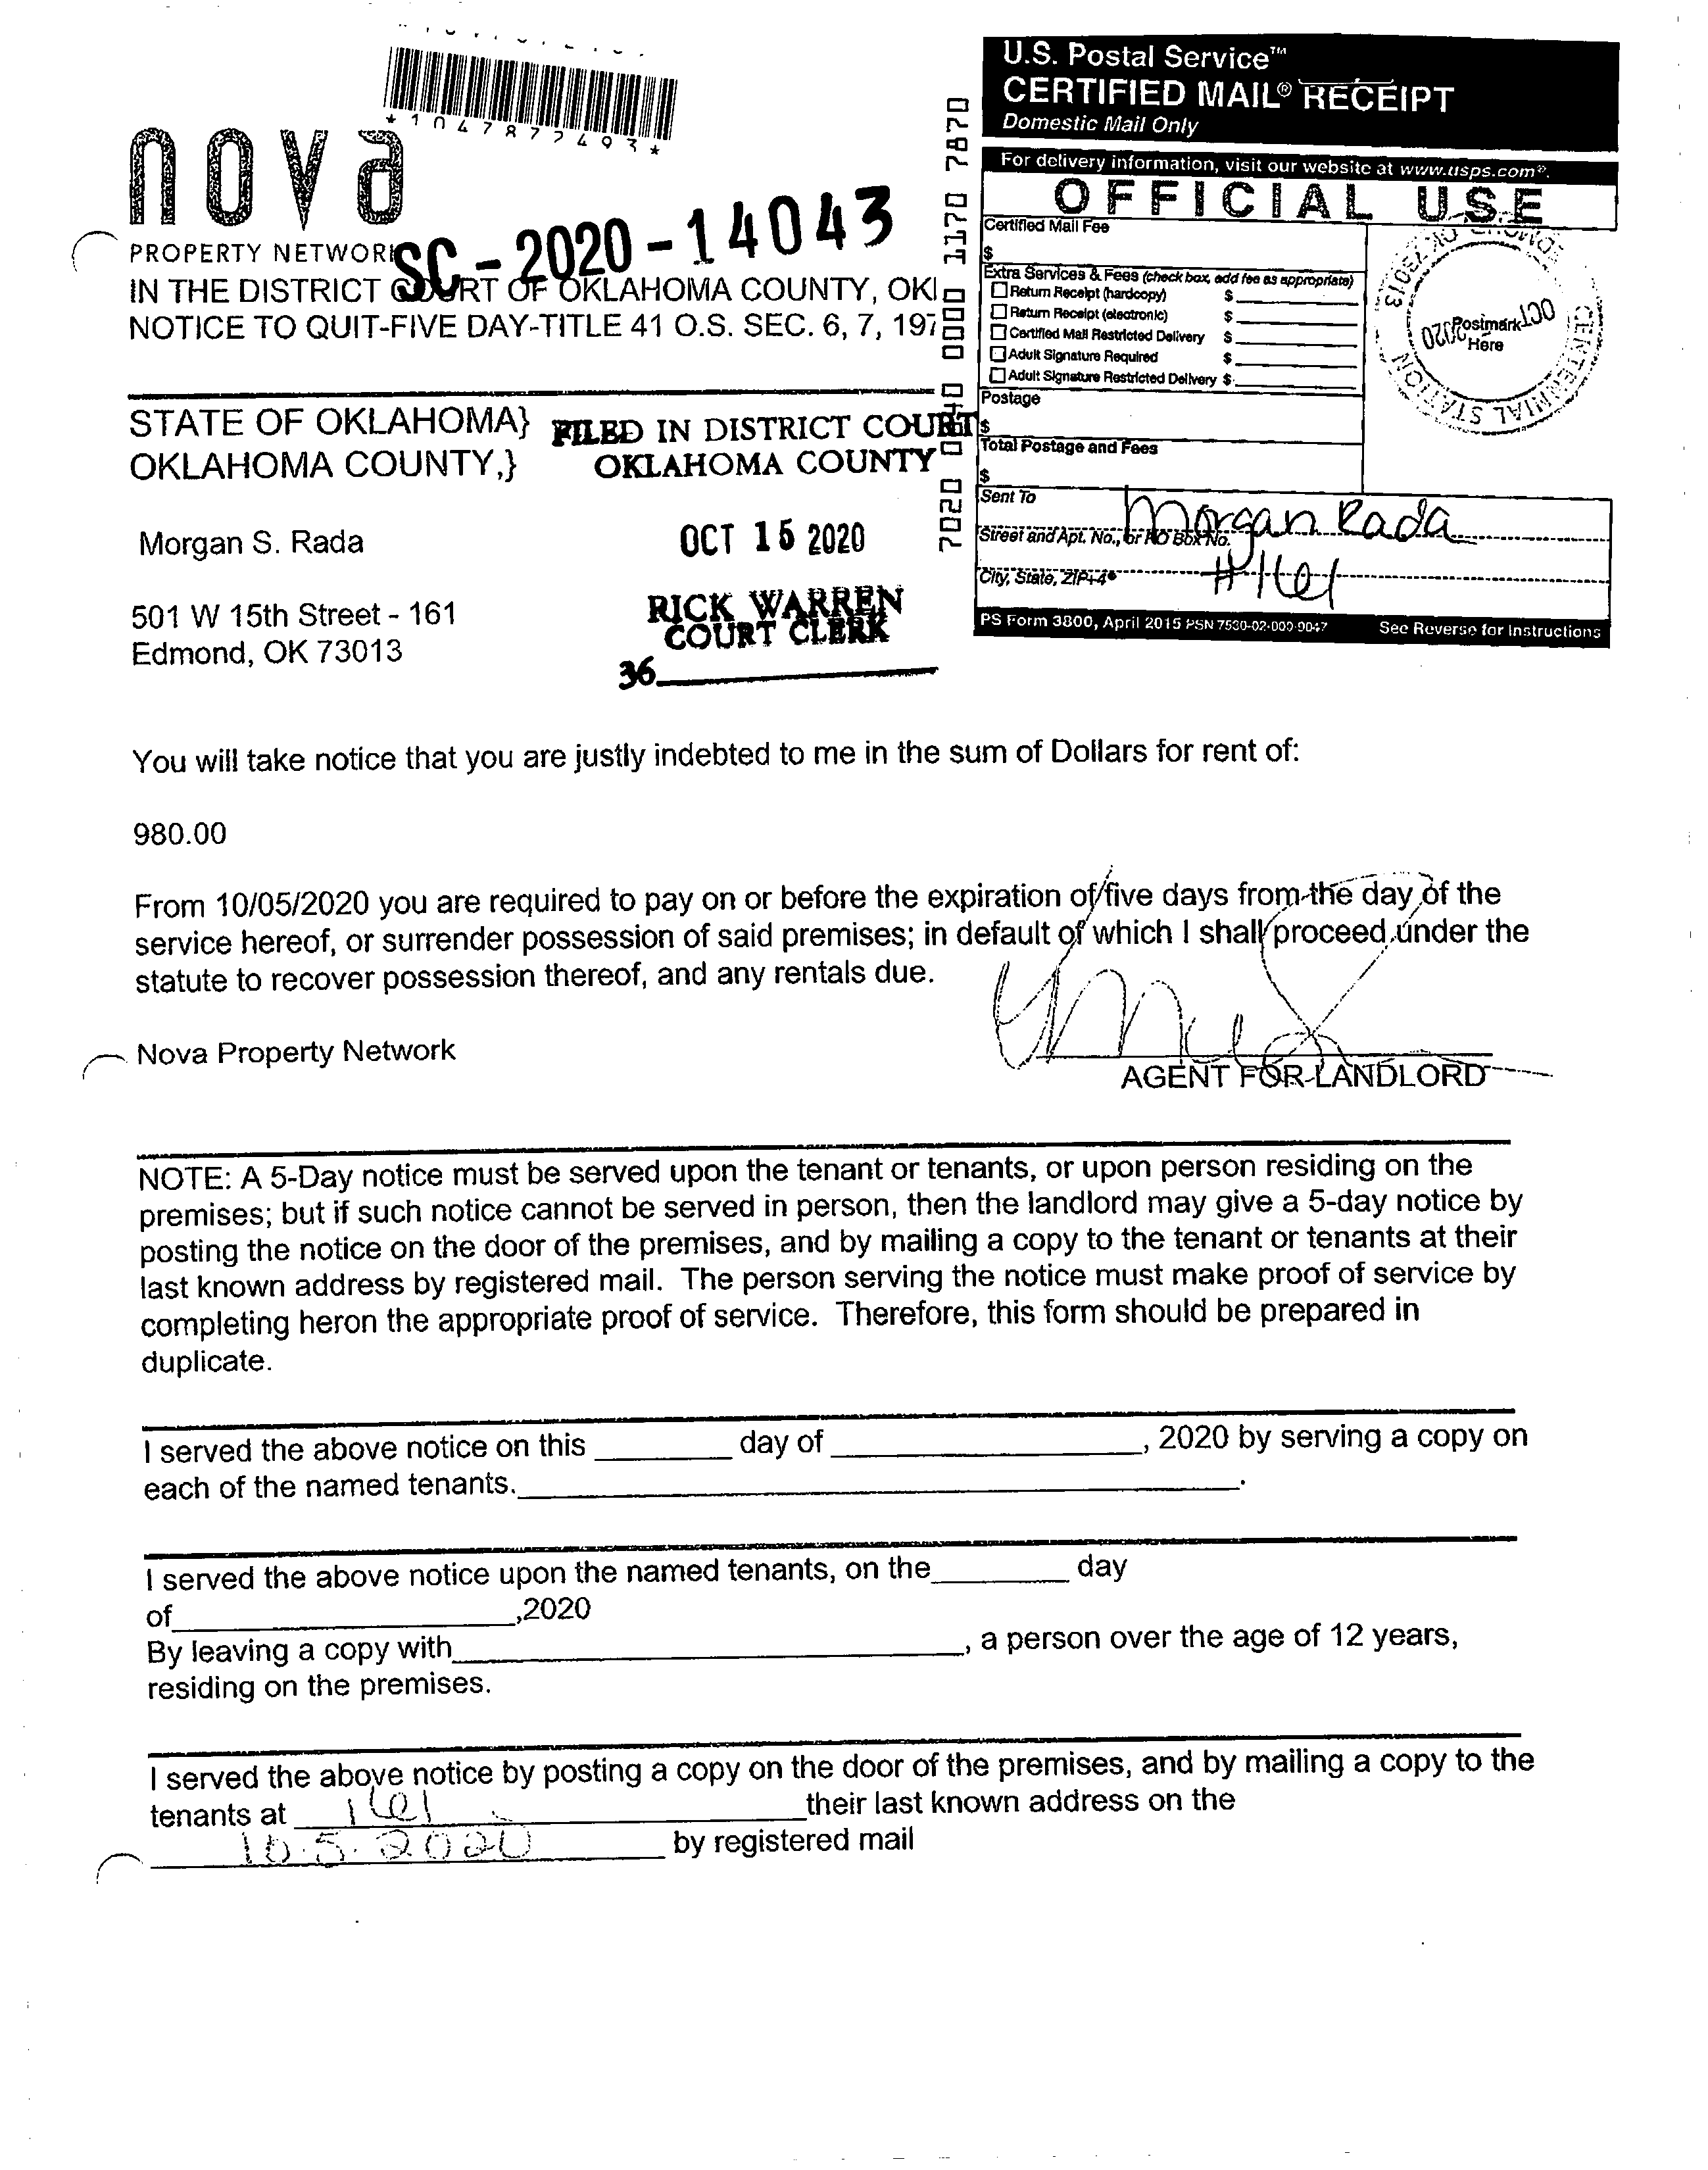 *1047877493*
nova
PROPERTY NETWORK
SC-2020-14043
IN THE DISTRICT COURT OF OKLAHOMA COUNTY, OKL
NOTICE TO QUIT-FIVE DAY-TITLE 41 O.S. SEC. 6, 7, 197
STATE OF OKLAHOMA}
OKLAHOMA COUNTY,}
FILED IN DISTRICT COURT
OKLAHOMA COUNTY
OCT 15 2020
RICK WARREN
COURT CLERK
36
Morgan S. Rada
501 W 15th Street - 161
Edmond, OK 73013
7020 0640 0000 1170 7870
U.S. Postal Service™
CERTIFIED MAIL® RECEIPT
Domestic Mail Only
For delivery information, visit our website at www.usps.com®.
OFFICIAL USE
Certified Mail Fee
$
Extra Services & Fees (check box, add fee as appropriate)
Return Receipt (hardcopy) $
Return Receipt (electronic) $
Certified Mail Restricted Delivery $
Adult Signature Required $
Adult Signature Restricted Delivery $
Postage
$
Total Postage and Fees
$
Postmark
Here
OCT 2020
CENTENNIAL STATION
73013
Sent To
Morgan Rada
Street and Apt. No., or PO Box No.
#161
City, State, ZIP+4®
PS Form 3800, April 2015 PSN 7530-02-000-9047 See Reverse for Instructions
You will take notice that you are justly indebted to me in the sum of Dollars for rent of:
980.00
From 10/05/2020 you are required to pay on or before the expiration of five days from the day of the
service hereof, or surrender possession of said premises; in default of which I shall proceed under the
statute to recover possession thereof, and any rentals due.
Nova Property Network
AGENT FOR LANDLORD
NOTE: A 5-Day notice must be served upon the tenant or tenants, or upon person residing on the
premises; but if such notice cannot be served in person, then the landlord may give a 5-day notice by
posting the notice on the door of the premises, and by mailing a copy to the tenant or tenants at their
last known address by registered mail. The person serving the notice must make proof of service by
completing heron the appropriate proof of service. Therefore, this form should be prepared in
duplicate.
I served the above notice on this ________ day of ____________________, 2020 by serving a copy on
each of the named tenants.______________________.
I served the above notice upon the named tenants, on the________ day
of____________________,2020
By leaving a copy with______________________________, a person over the age of 12 years,
residing on the premises.
I served the above notice by posting a copy on the door of the premises, and by mailing a copy to the
tenants at 161 their last known address on the
10.5.2020 by registered mail